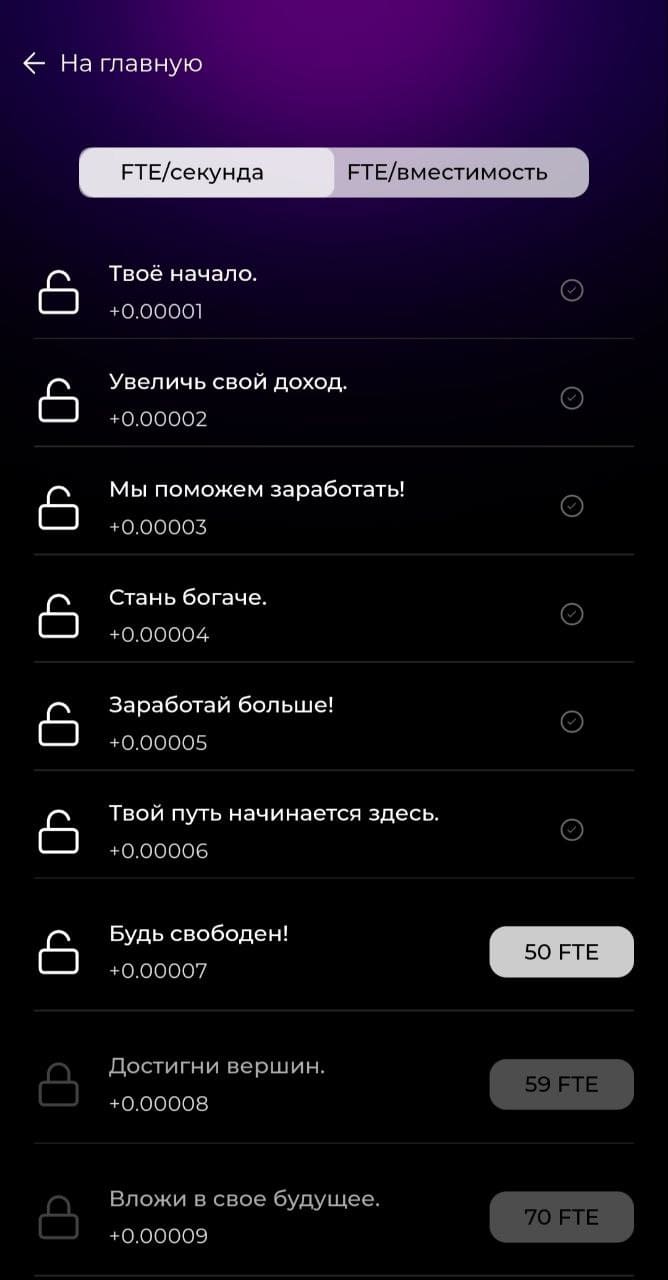 На главную
FTE/секунда FTE/вместимость
Твоё начало.
+0.00001
Увеличь свой доход.
+0.00002
Мы поможем заработать!
+0.00003
Стань богаче.
+0.00004
Заработай больше!
+0.00005
Твой путь начинается здесь.
+0.00006
Будь свободен!
+0.00007
50 FTE
Достигни вершин.
+0.00008
59 FTE
Вложи в свое будущее.
+0.00009
70 FTE